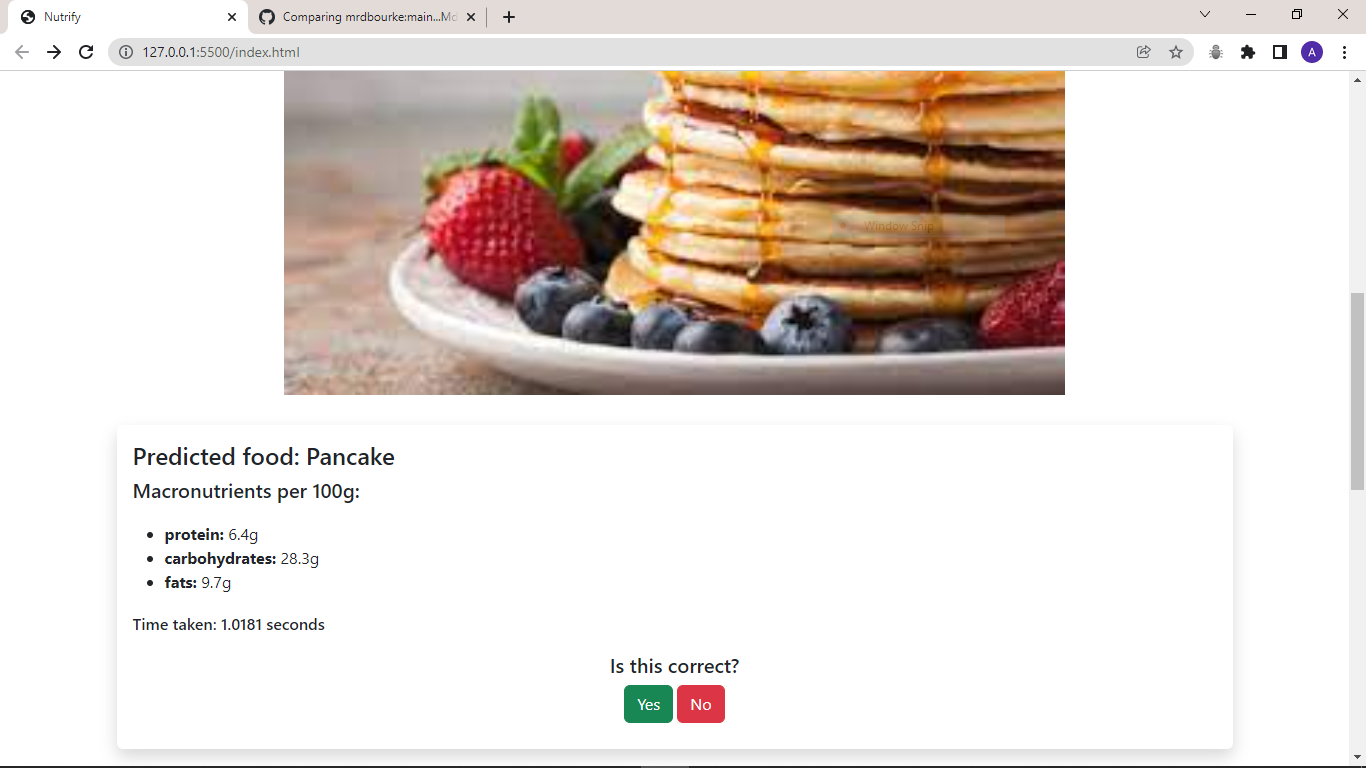 Nutrify
Comparing mrdbourke:main...Md
127.0.0.1:5500/index.html
A
Window Snip
Predicted food: Pancake
Macronutrients per 100g:
protein: 6.4g
carbohydrates: 28.3g
fats: 9.7g
Time taken: 1.0181 seconds
Is this correct?
Yes No